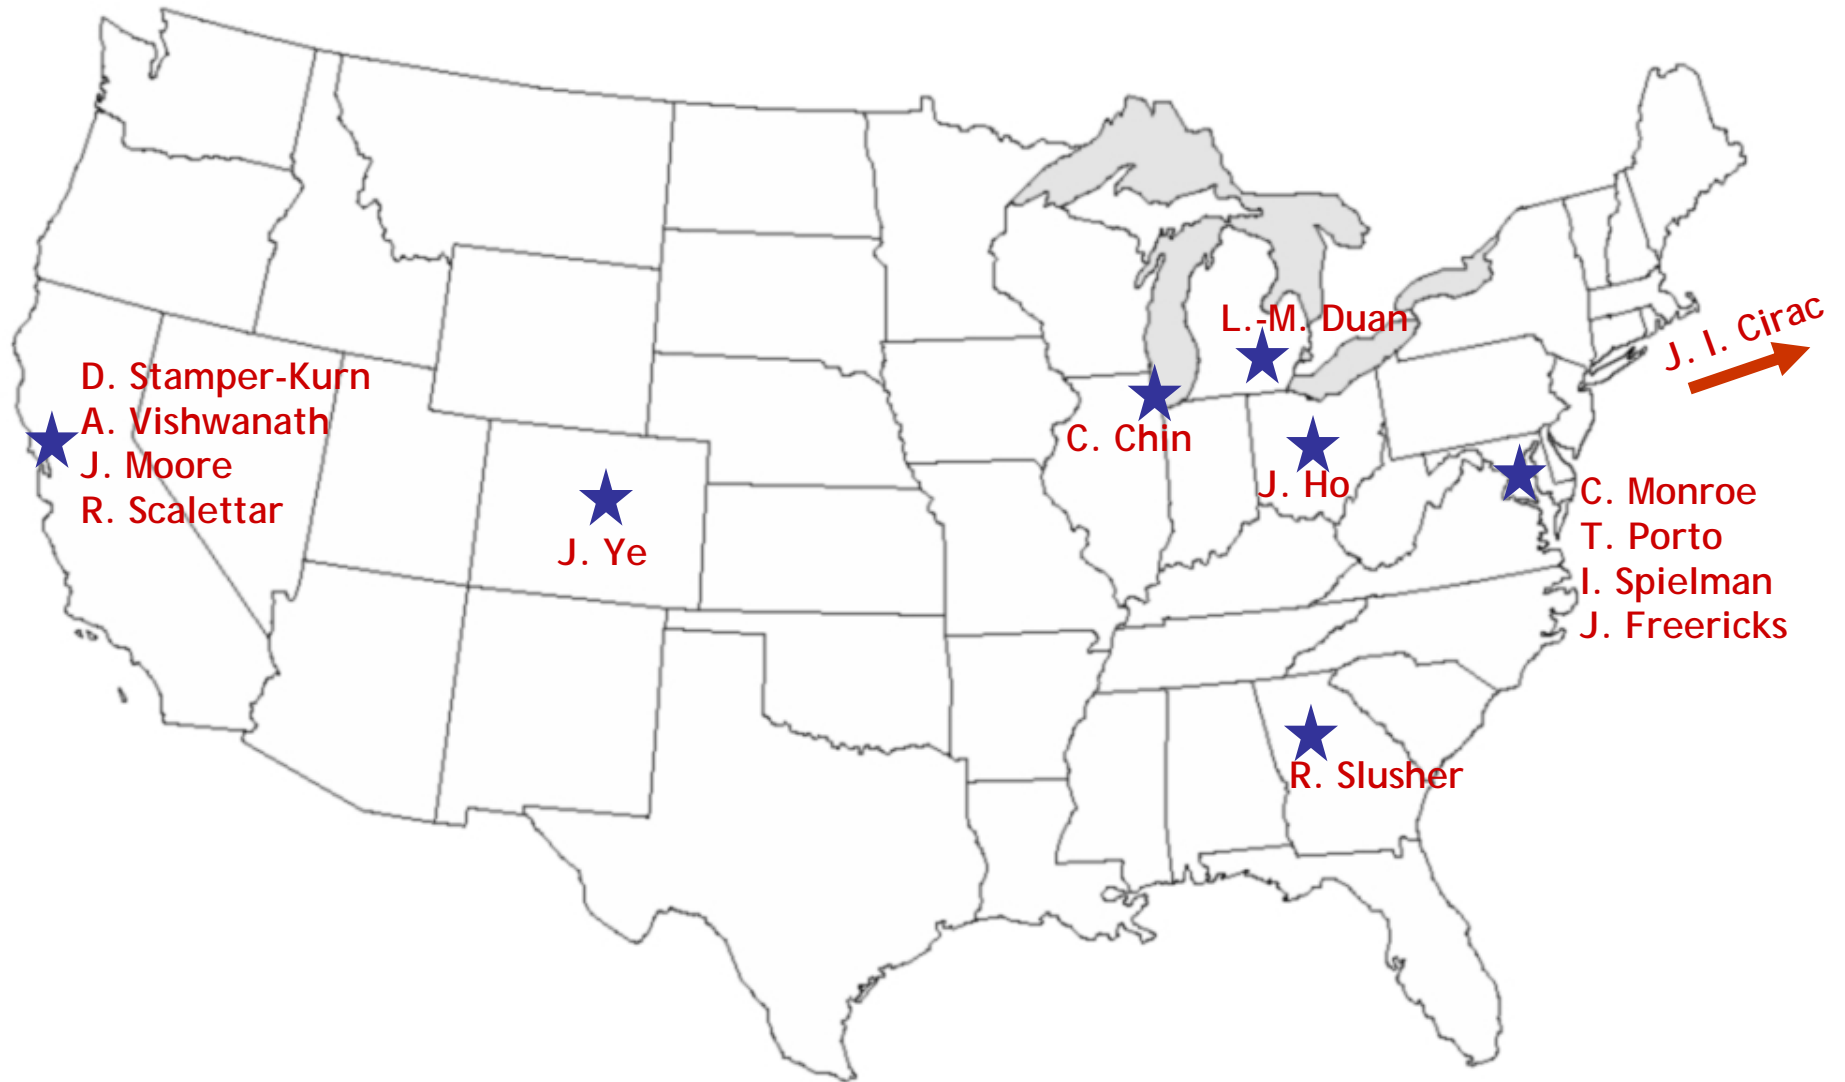 L.-M. Duan
J. I. Cirac
D. Stamper-Kurn
A. Vishwanath
J. Moore
R. Scalettar
C. Chin
J. Ho
J. Ye
C. Monroe
T. Porto
I. Spielman
J. Freericks
R. Slusher